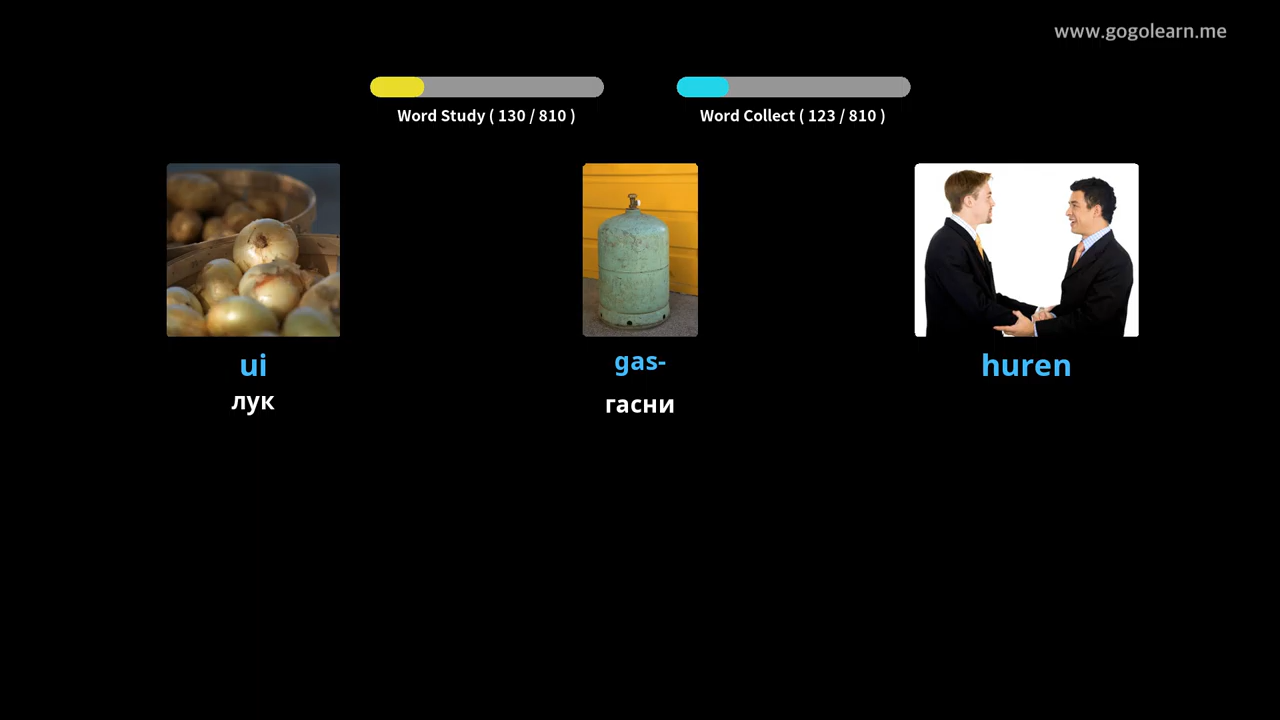 www.gogolearn.me
Word Study ( 130 / 810 )
Word Collect ( 123 / 810 )
ui
лук
gas-
гасни
huren